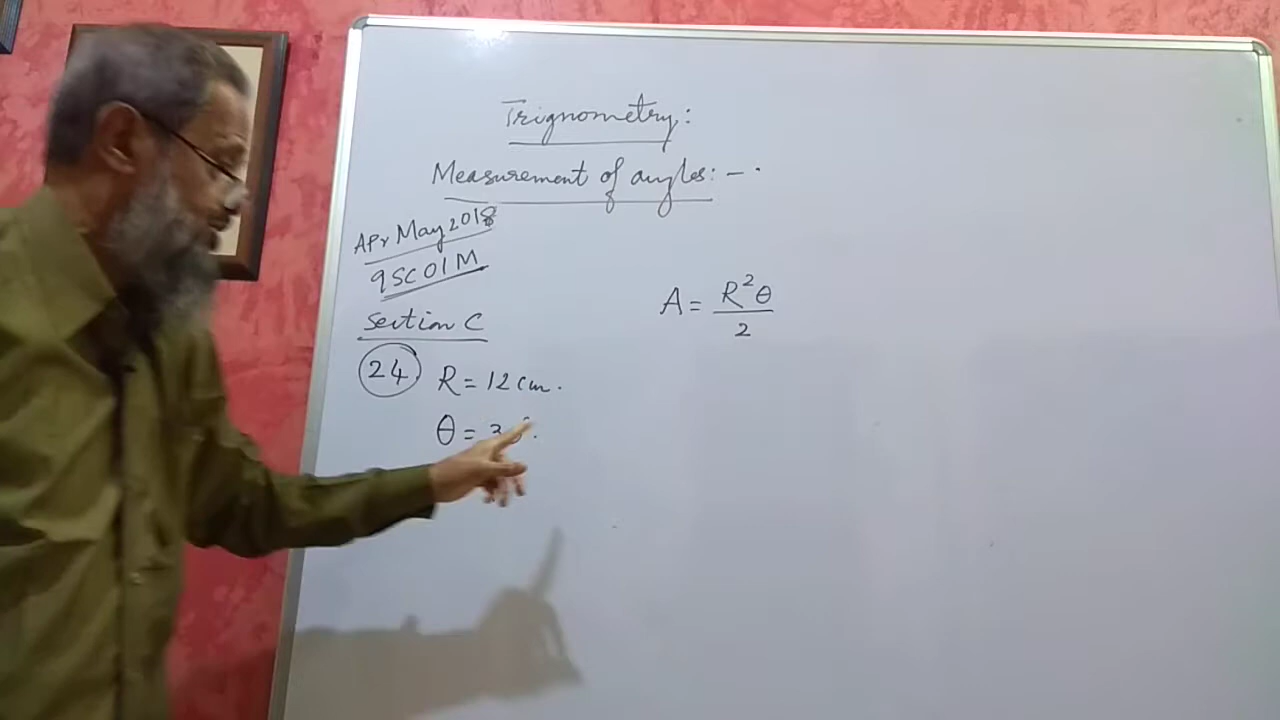 Trignometry:
Measurement of angles: - .
Apr May 2018
9SC01M
Section C
24 R = 12 cm.
A = R²θ / 2
θ =